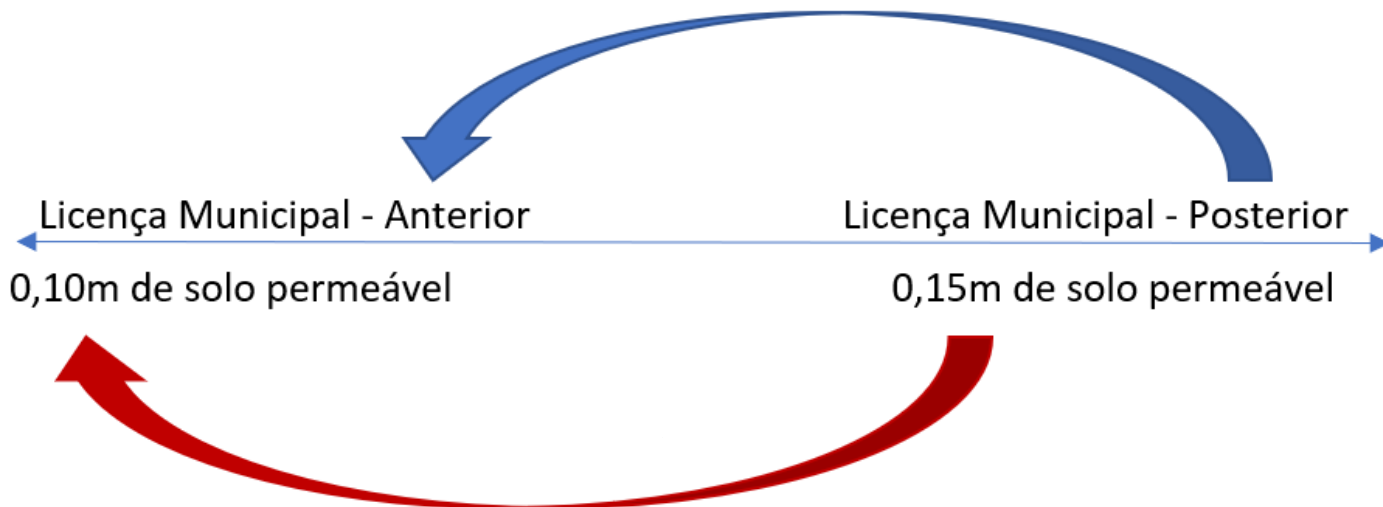 Licença Municipal - Anterior
Licença Municipal - Posterior
0,10m de solo permeável
0,15m de solo permeável